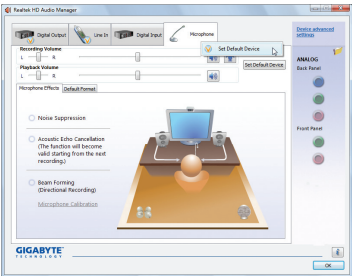 Realtek HD Audio Manager
Digital Output
Line In
Digital Input
Microphone
Set Default Device
Device advanced
settings
Recording Volume
L
R
Set Default Device
Playback Volume
L
R
ANALOG
Back Panel
Microphone Effects
Default Format
Noise Suppression
Acoustic Echo Cancellation
(The function will become
valid starting from the next
recording.)
Front Panel
Beam Forming
(Directional Recording)
Microphone Calibration
GIGABYTE
TECHNOLOGY
i
OK